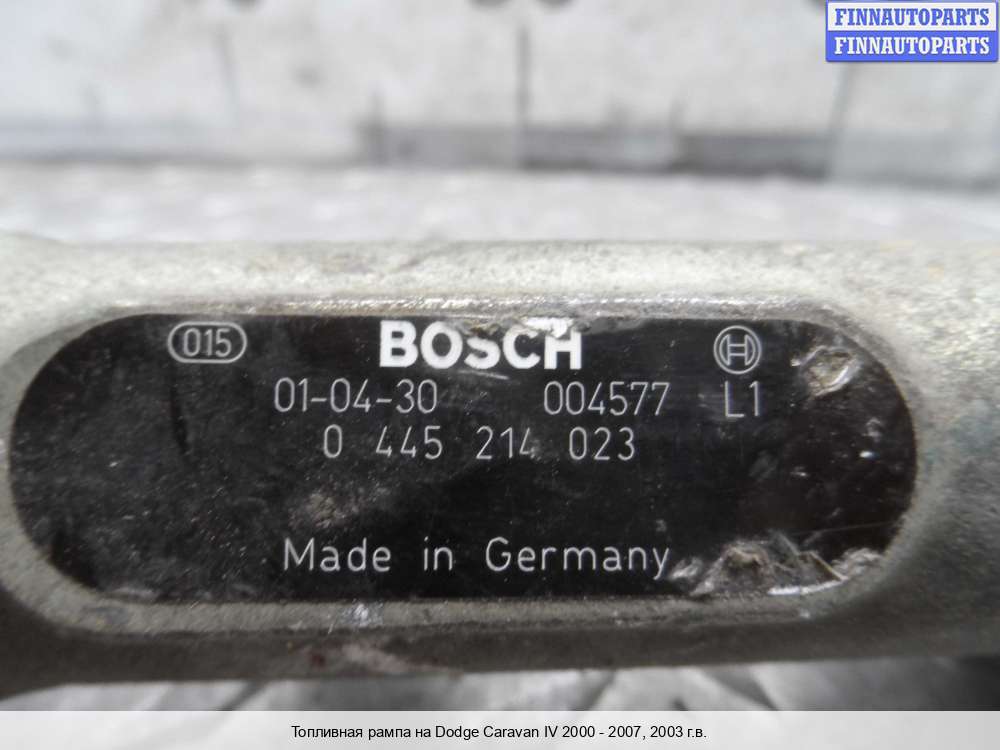 FINNAUTOPARTS
FINNAUTOPARTS
015 BOSCH H
01-04-30 004577 L1
0 445 214 023
Made in Germany
Топливная рампа на Dodge Caravan IV 2000 - 2007, 2003 г.в.